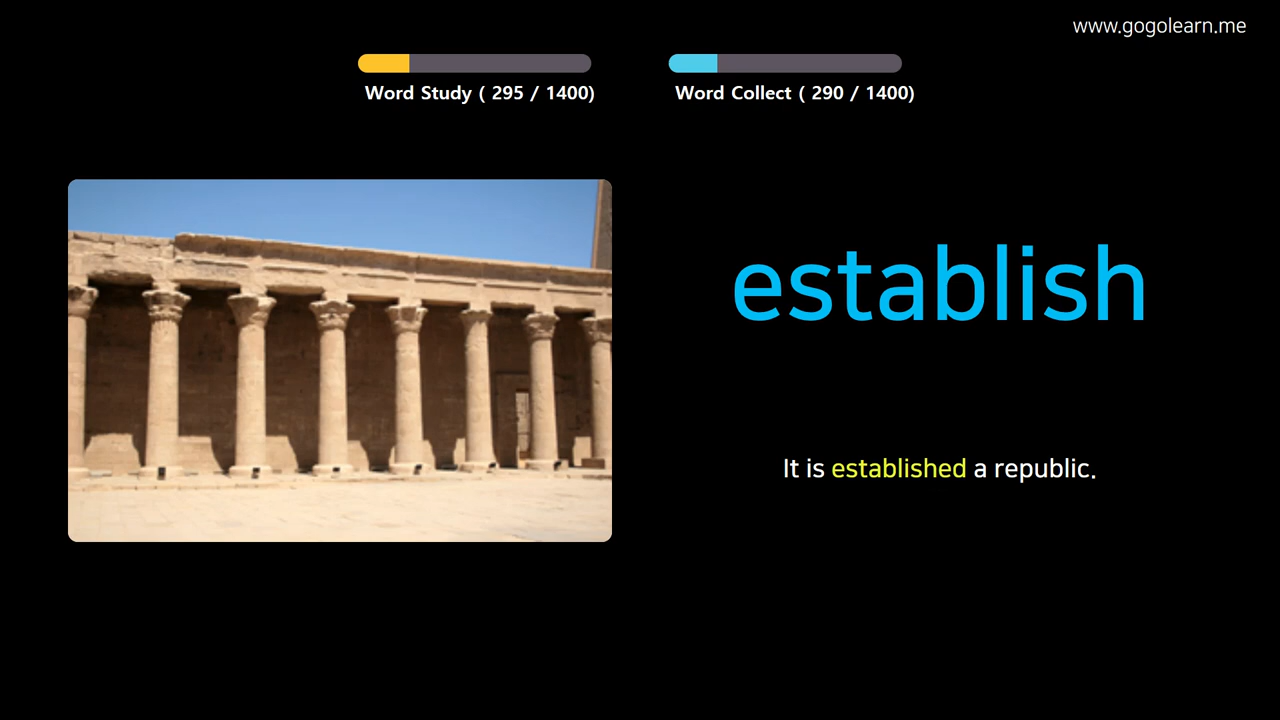 www.gogolearn.me
Word Study ( 295 / 1400)
Word Collect ( 290 / 1400)
establish
It is established a republic.